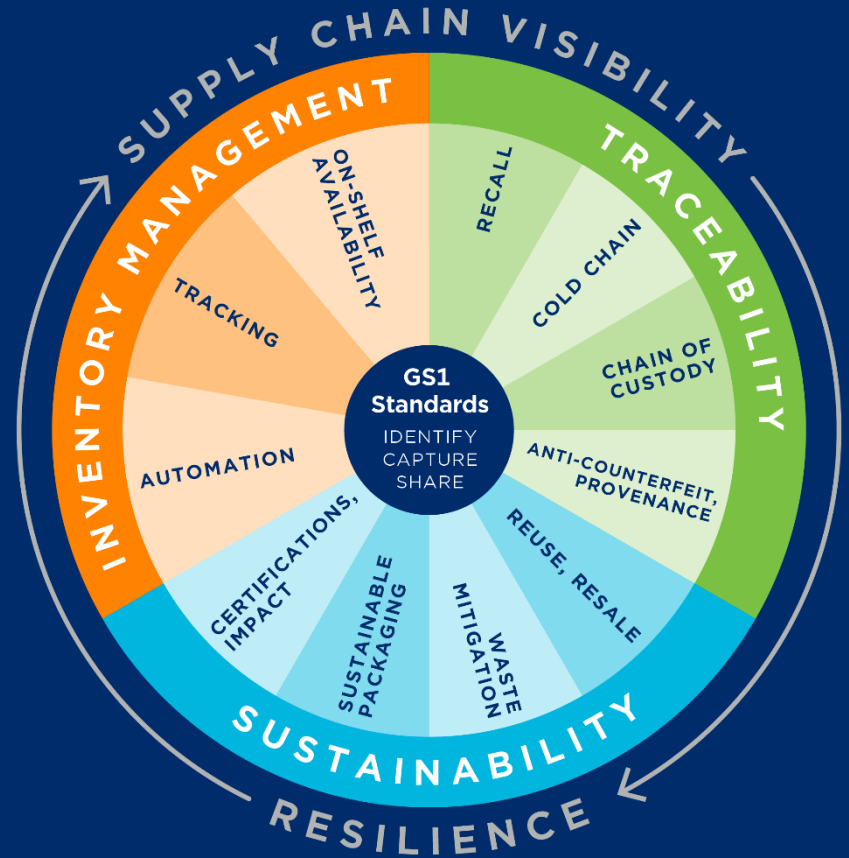 SUPPLY CHAIN VISIBILITY
INVENTORY MANAGEMENT
TRACEABILITY
ON-SHELF
AVAILABILITY
TRACKING
AUTOMATION
RECALL
COLD CHAIN
CHAIN OF
CUSTODY
ANTI-COUNTERFEIT,
PROVENANCE
GS1
Standards
IDENTIFY
CAPTURE
SHARE
REUSE, RESALE
WASTE
MITIGATION
SUSTAINABLE
PACKAGING
CERTIFICATIONS,
IMPACT
SUSTAINABILITY
RESILIENCE